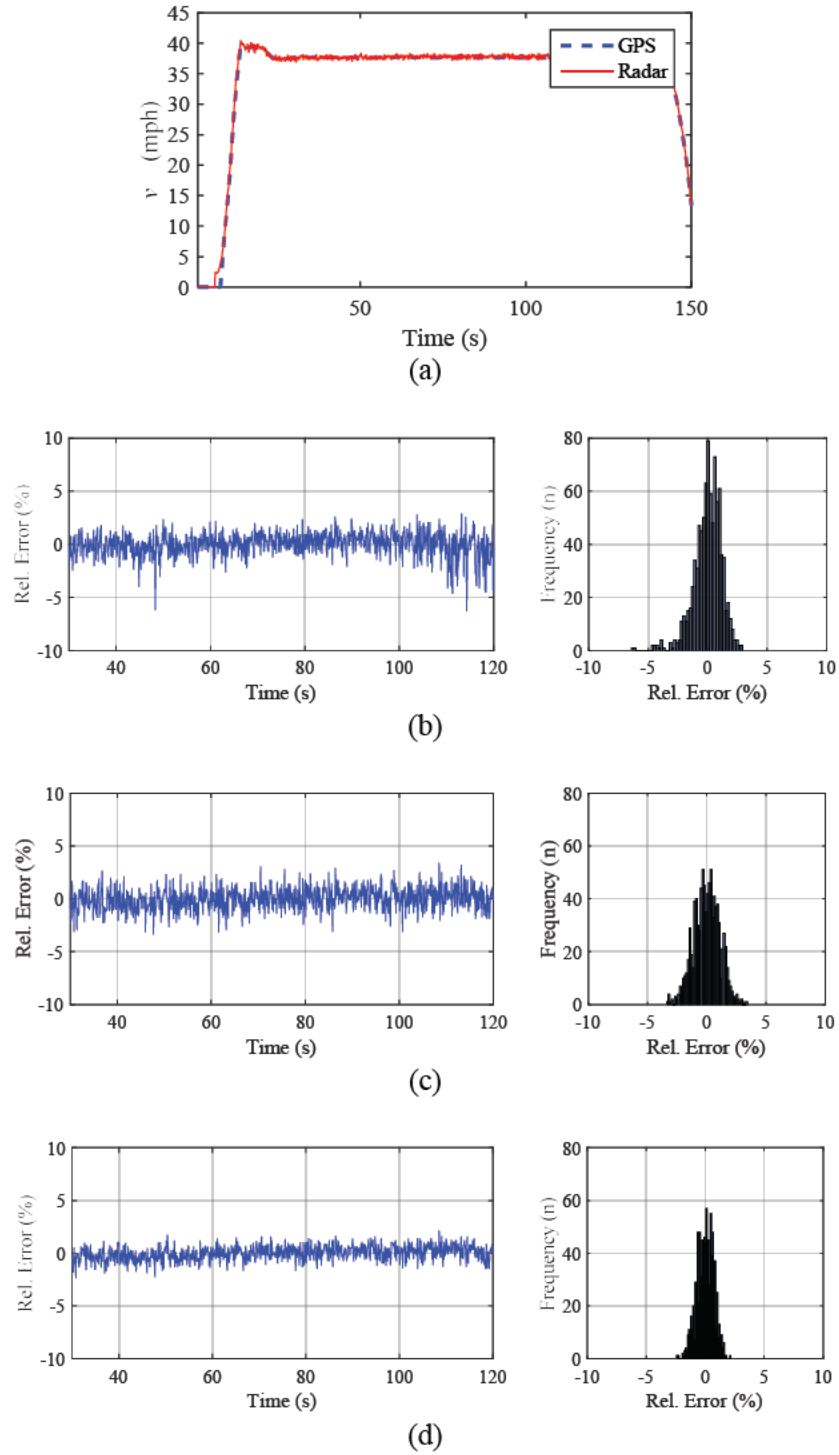 45
40
35
30
25
20
15
10
5
0
v (mph)
GPS
Radar
50 100 150
Time (s)
(a)
10
5
0
-5
-10
Rel. Error (%)
40 60 80 100 120
Time (s)
80
60
40
20
0
Frequency (n)
-10 -5 0 5 10
Rel. Error (%)
(b)
10
5
0
-5
-10
Rel. Error (%)
40 60 80 100 120
Time (s)
80
60
40
20
0
Frequency (n)
-10 -5 0 5 10
Rel. Error (%)
(c)
10
5
0
-5
-10
Rel. Error (%)
40 60 80 100 120
Time (s)
80
60
40
20
0
Frequency (n)
-10 -5 0 5 10
Rel. Error (%)
(d)